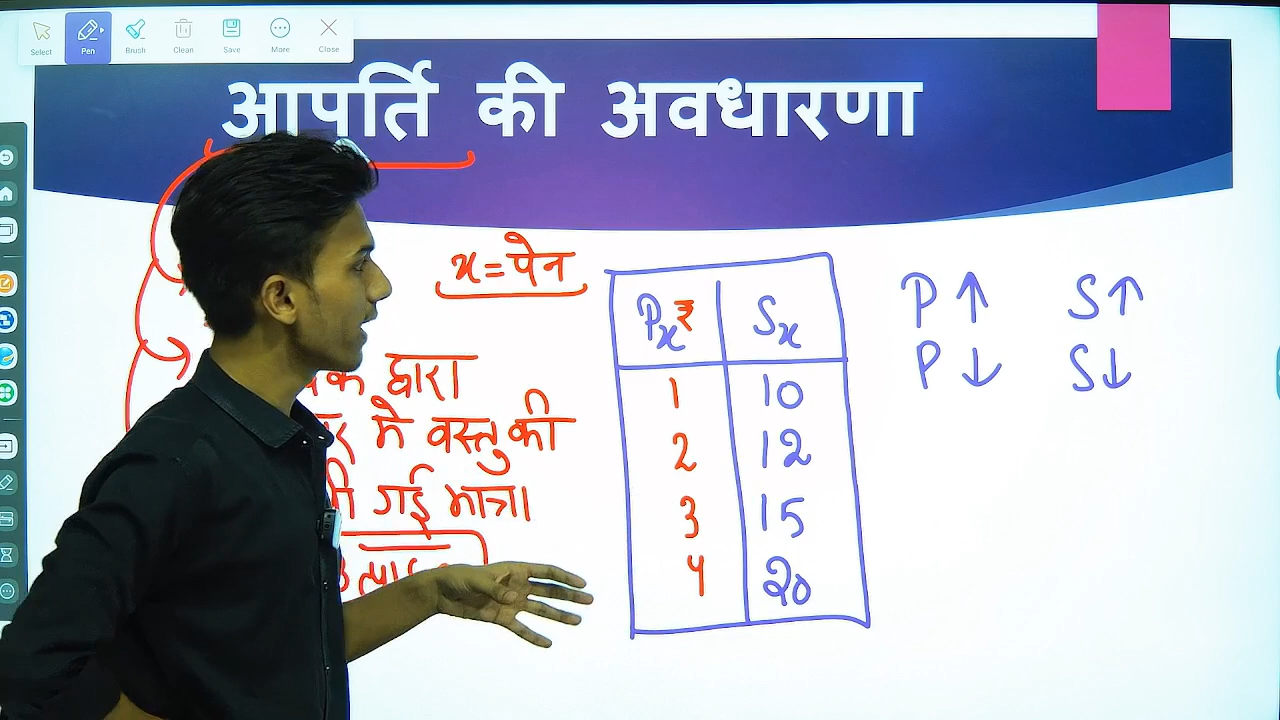 Select Pen Brush Clean Save More Close
आपूर्ति की अवधारणा
x = पेन
द्वारा
में वस्तु की
गई मात्रा
Px ₹ Sx
1 10
2 12
3 15
4 20
P ↑ S ↑
P ↓ S ↓